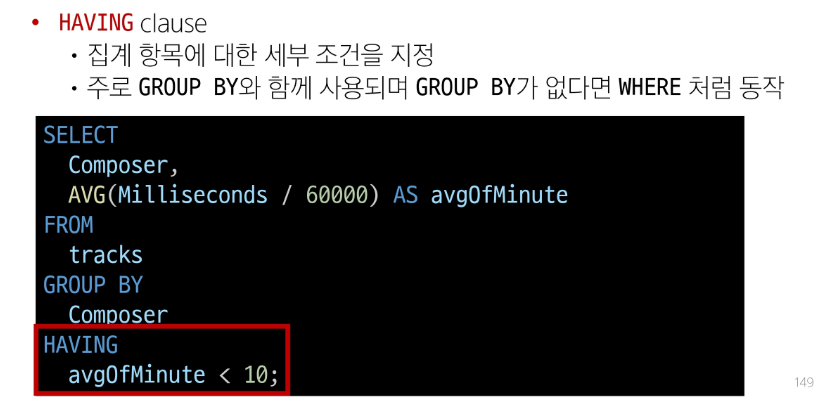 • HAVING clause
• 집계 항목에 대한 세부 조건을 지정
• 주로 GROUP BY와 함께 사용되며 GROUP BY가 없다면 WHERE 처럼 동작
SELECT
  Composer,
  AVG(Milliseconds / 60000) AS avgOfMinute
FROM
  tracks
GROUP BY
  Composer
HAVING
  avgOfMinute < 10;
149